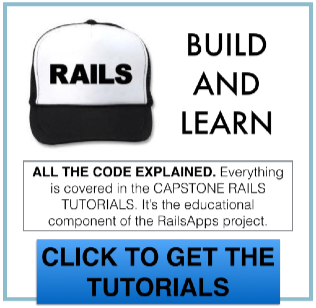 RAILS
BUILD
AND
LEARN
ALL THE CODE EXPLAINED. Everything
is covered in the CAPSTONE RAILS
TUTORIALS. It's the educational
component of the RailsApps project.
CLICK TO GET THE
TUTORIALS